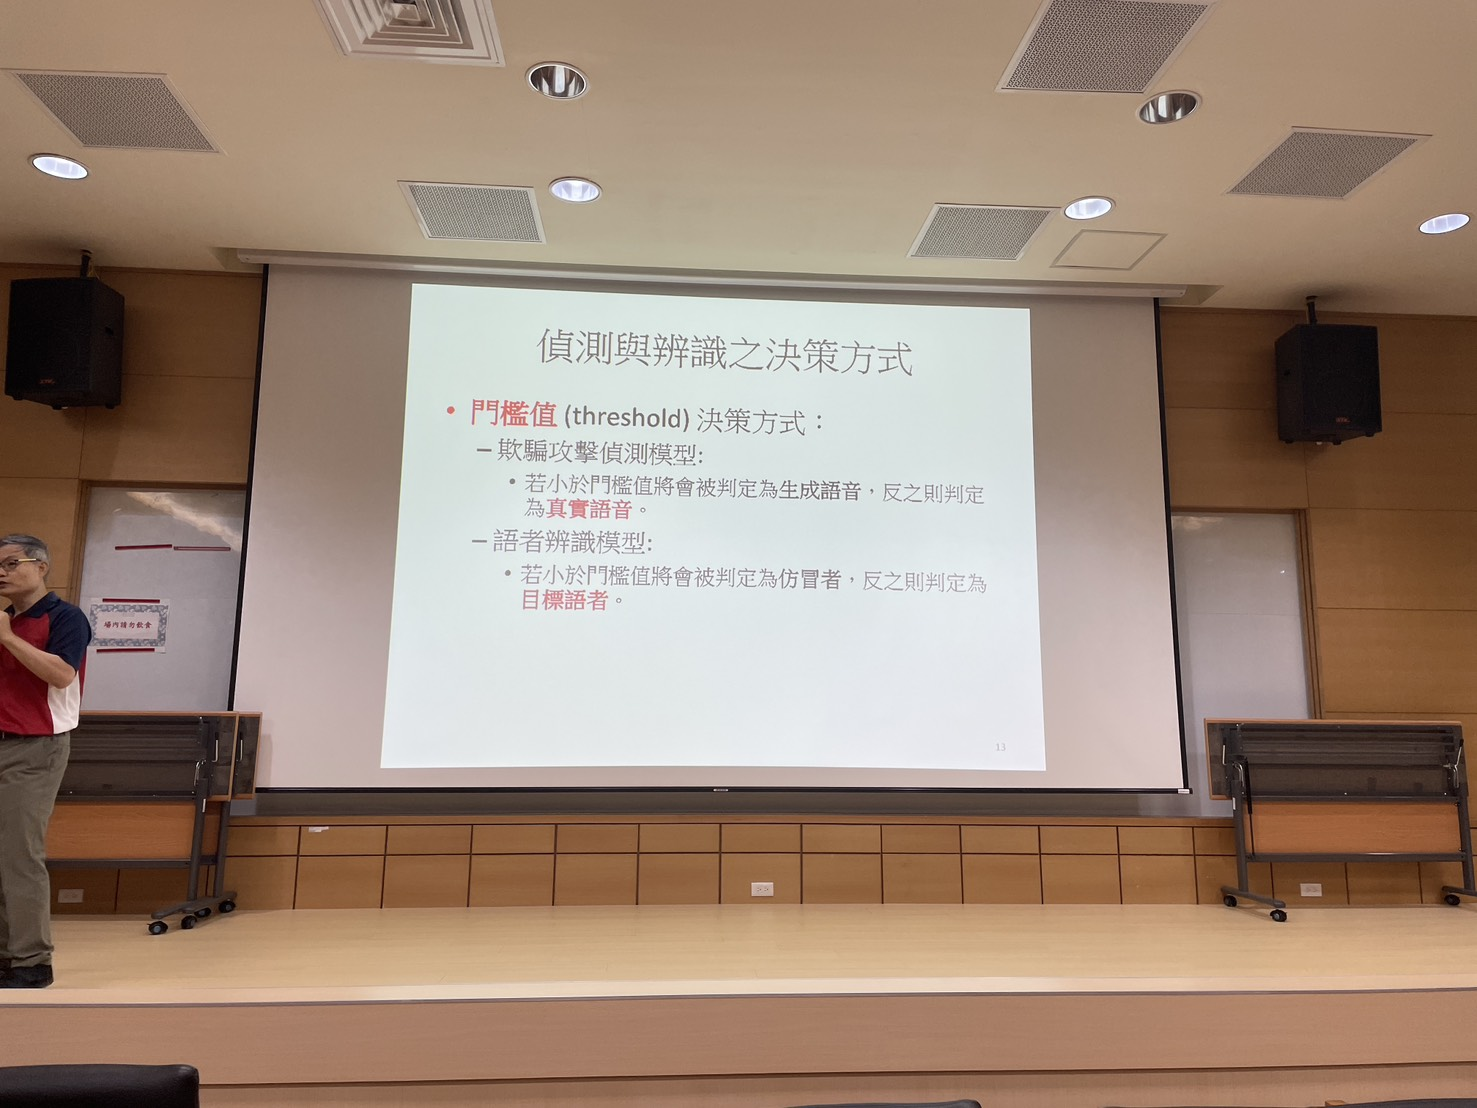 偵測與辨識之決策方式
• 門檻值 (threshold) 決策方式：
– 欺騙攻擊偵測模型:
• 若小於門檻值將會被判定為生成語音，反之則判定
為真實語音。
– 語者辨識模型:
• 若小於門檻值將會被判定為仿冒者，反之則判定為
目標語者。
13
場內請勿飲食